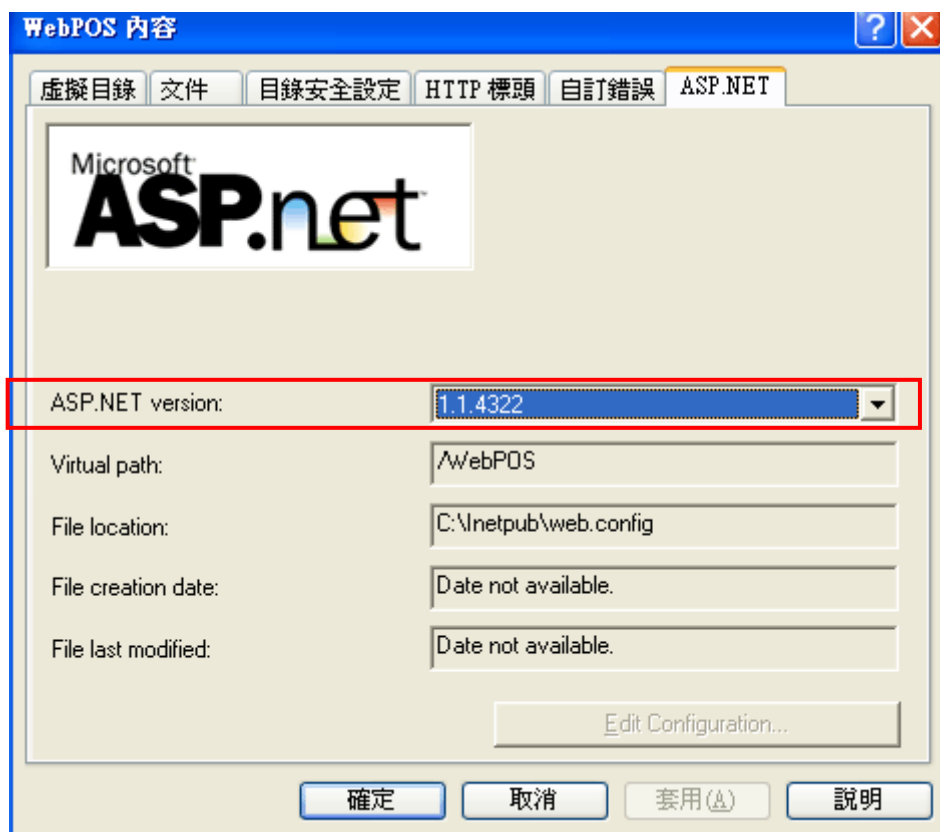 WebPOS 內容
虛擬目錄 文件 目錄安全設定 HTTP 標頭 自訂錯誤 ASP.NET
Microsoft
ASP.net
ASP.NET version: 1.1.4322
Virtual path: /WebPOS
File location: C:\Inetpub\web.config
File creation date: Date not available.
File last modified: Date not available.
Edit Configuration...
確定 取消 套用(A) 說明